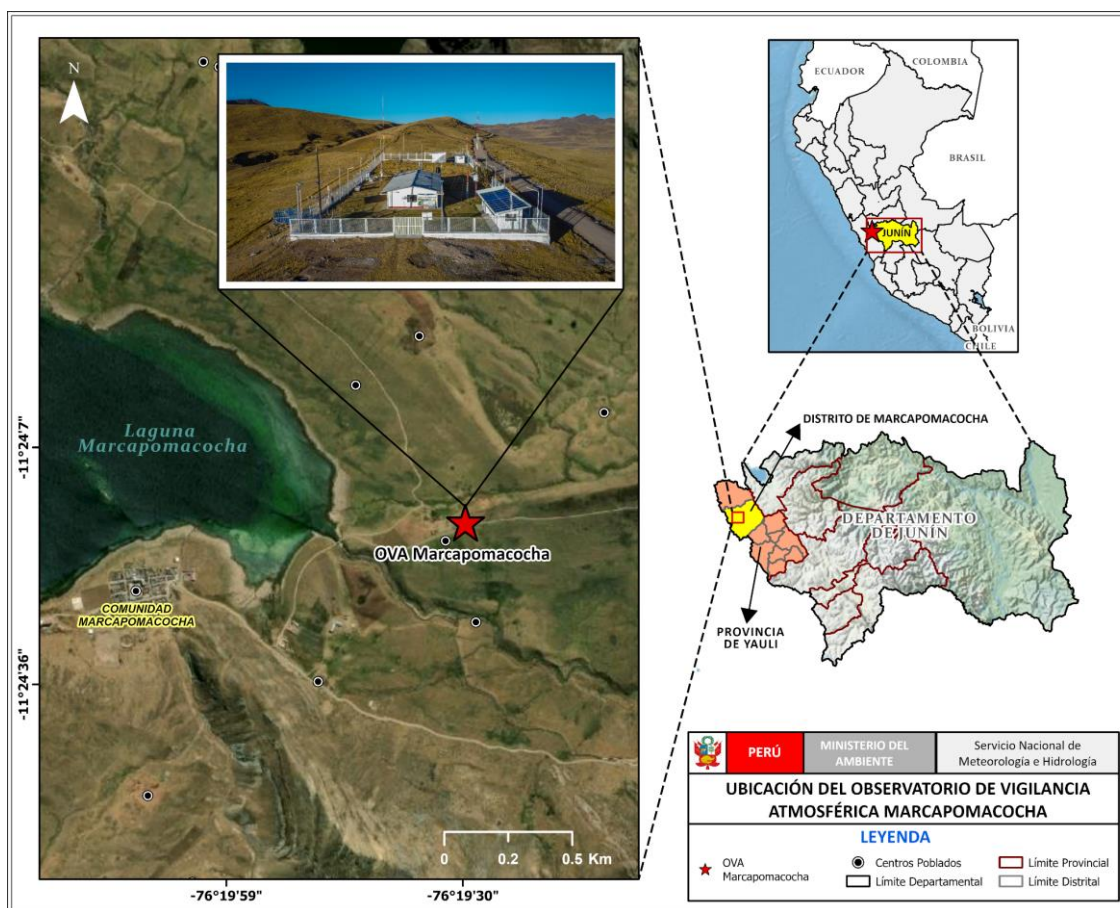 N
Laguna
Marcapomacocha
OVA Marcapomacocha
COMUNIDAD
MARCAPOMACOCHA
-11°24'7"
-11°24'36"
-76°19'59"
-76°19'30"
0 0.2 0.5 Km
ECUADOR
COLOMBIA
BRASIL
JUNÍN
BOLIVIA
CHILE
DISTRITO DE MARCAPOMACOCHA
DEPARTAMENTO
DE JUNÍN
PROVINCIA
DE YAULI
PERÚ
MINISTERIO DEL
AMBIENTE
Servicio Nacional de
Meteorología e Hidrología
UBICACIÓN DEL OBSERVATORIO DE VIGILANCIA
ATMOSFÉRICA MARCAPOMACOCHA
LEYENDA
OVA
Marcapomacocha
Centros Poblados
Límite Departamental
Límite Provincial
Límite Distrital